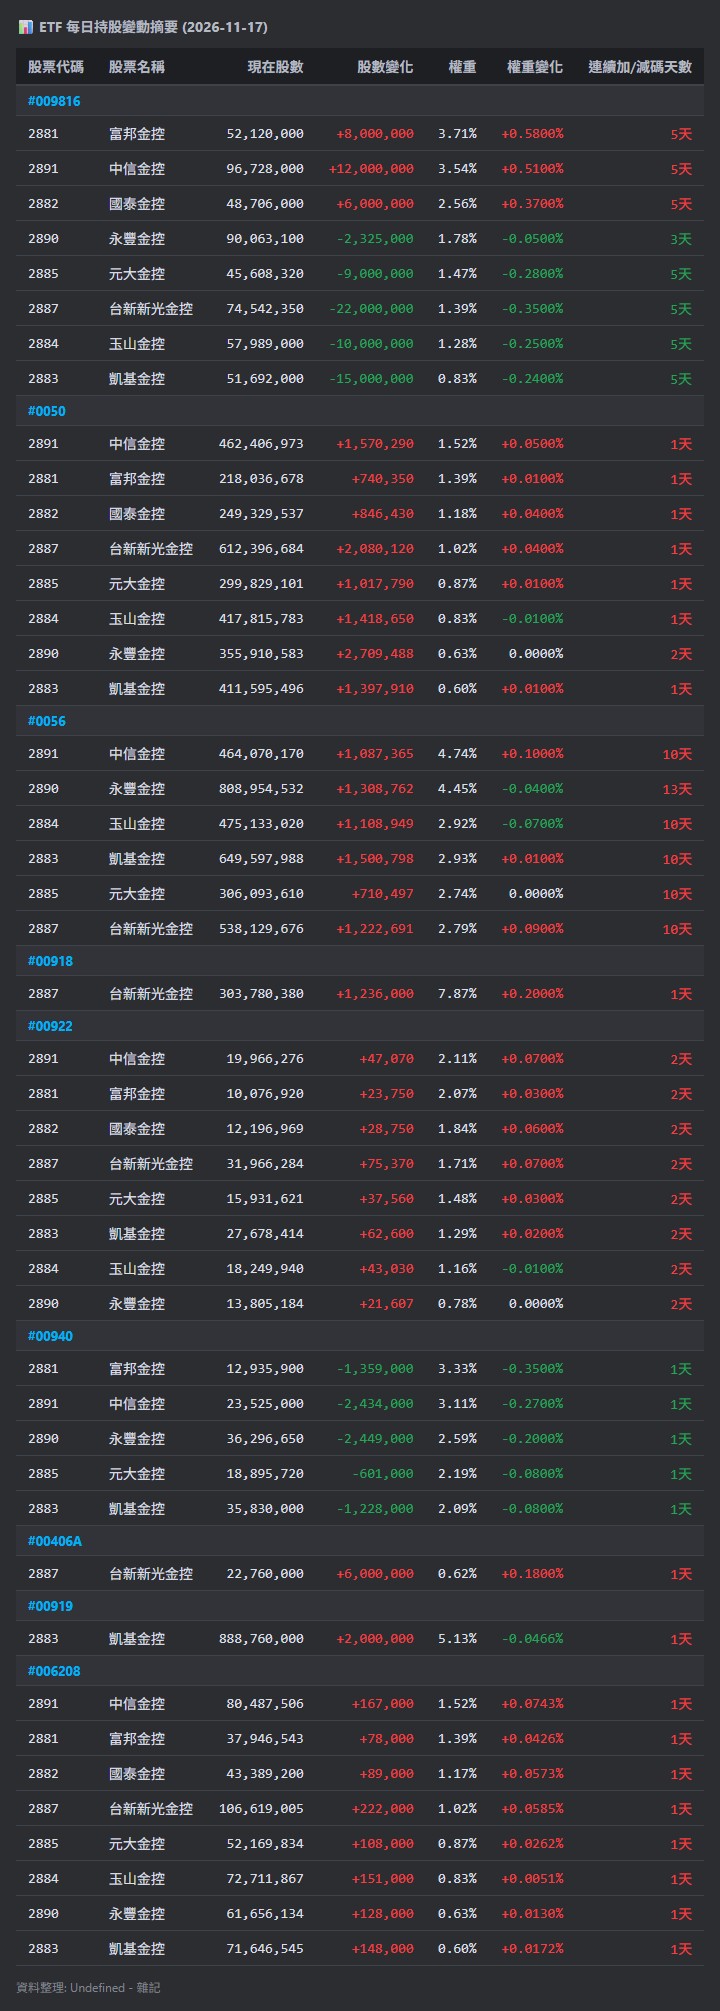 📊 ETF 每日持股變動摘要 (2026-11-17)
股票代碼 股票名稱 現在股數 股數變化 權重 權重變化 連續加/減碼天數
#009816
2881 富邦金控 52,120,000 +8,000,000 3.71% +0.5800% 5天
2891 中信金控 96,728,000 +12,000,000 3.54% +0.5100% 5天
2882 國泰金控 48,706,000 +6,000,000 2.56% +0.3700% 5天
2890 永豐金控 90,063,100 -2,325,000 1.78% -0.0500% 3天
2885 元大金控 45,608,320 -9,000,000 1.47% -0.2800% 5天
2887 台新新光金控 74,542,350 -22,000,000 1.39% -0.3500% 5天
2884 玉山金控 57,989,000 -10,000,000 1.28% -0.2500% 5天
2883 凱基金控 51,692,000 -15,000,000 0.83% -0.2400% 5天
#0050
2891 中信金控 462,406,973 +1,570,290 1.52% +0.0500% 1天
2881 富邦金控 218,036,678 +740,350 1.39% +0.0100% 1天
2882 國泰金控 249,329,537 +846,430 1.18% +0.0400% 1天
2887 台新新光金控 612,396,684 +2,080,120 1.02% +0.0400% 1天
2885 元大金控 299,829,101 +1,017,790 0.87% +0.0100% 1天
2884 玉山金控 417,815,783 +1,418,650 0.83% -0.0100% 1天
2890 永豐金控 355,910,583 +2,709,488 0.63% 0.0000% 2天
2883 凱基金控 411,595,496 +1,397,910 0.60% +0.0100% 1天
#0056
2891 中信金控 464,070,170 +1,087,365 4.74% +0.1000% 10天
2890 永豐金控 808,954,532 +1,308,762 4.45% -0.0400% 13天
2884 玉山金控 475,133,020 +1,108,949 2.92% -0.0700% 10天
2883 凱基金控 649,597,988 +1,500,798 2.93% +0.0100% 10天
2885 元大金控 306,093,610 +710,497 2.74% 0.0000% 10天
2887 台新新光金控 538,129,676 +1,222,691 2.79% +0.0900% 10天
#00918
2887 台新新光金控 303,780,380 +1,236,000 7.87% +0.2000% 1天
#00922
2891 中信金控 19,966,276 +47,070 2.11% +0.0700% 2天
2881 富邦金控 10,076,920 +23,750 2.07% +0.0300% 2天
2882 國泰金控 12,196,969 +28,750 1.84% +0.0600% 2天
2887 台新新光金控 31,966,284 +75,370 1.71% +0.0700% 2天
2885 元大金控 15,931,621 +37,560 1.48% +0.0300% 2天
2883 凱基金控 27,678,414 +62,600 1.29% +0.0200% 2天
2884 玉山金控 18,249,940 +43,030 1.16% -0.0100% 2天
2890 永豐金控 13,805,184 +21,607 0.78% 0.0000% 2天
#00940
2881 富邦金控 12,935,900 -1,359,000 3.33% -0.3500% 1天
2891 中信金控 23,525,000 -2,434,000 3.11% -0.2700% 1天
2890 永豐金控 36,296,650 -2,449,000 2.59% -0.2000% 1天
2885 元大金控 18,895,720 -601,000 2.19% -0.0800% 1天
2883 凱基金控 35,830,000 -1,228,000 2.09% -0.0800% 1天
#00406A
2887 台新新光金控 22,760,000 +6,000,000 0.62% +0.1800% 1天
#00919
2883 凱基金控 888,760,000 +2,000,000 5.13% -0.0466% 1天
#006208
2891 中信金控 80,487,506 +167,000 1.52% +0.0743% 1天
2881 富邦金控 37,946,543 +78,000 1.39% +0.0426% 1天
2882 國泰金控 43,389,200 +89,000 1.17% +0.0573% 1天
2887 台新新光金控 106,619,005 +222,000 1.02% +0.0585% 1天
2885 元大金控 52,169,834 +108,000 0.87% +0.0262% 1天
2884 玉山金控 72,711,867 +151,000 0.83% +0.0051% 1天
2890 永豐金控 61,656,134 +128,000 0.63% +0.0130% 1天
2883 凱基金控 71,646,545 +148,000 0.60% +0.0172% 1天
資料整理: Undefined - 雜記